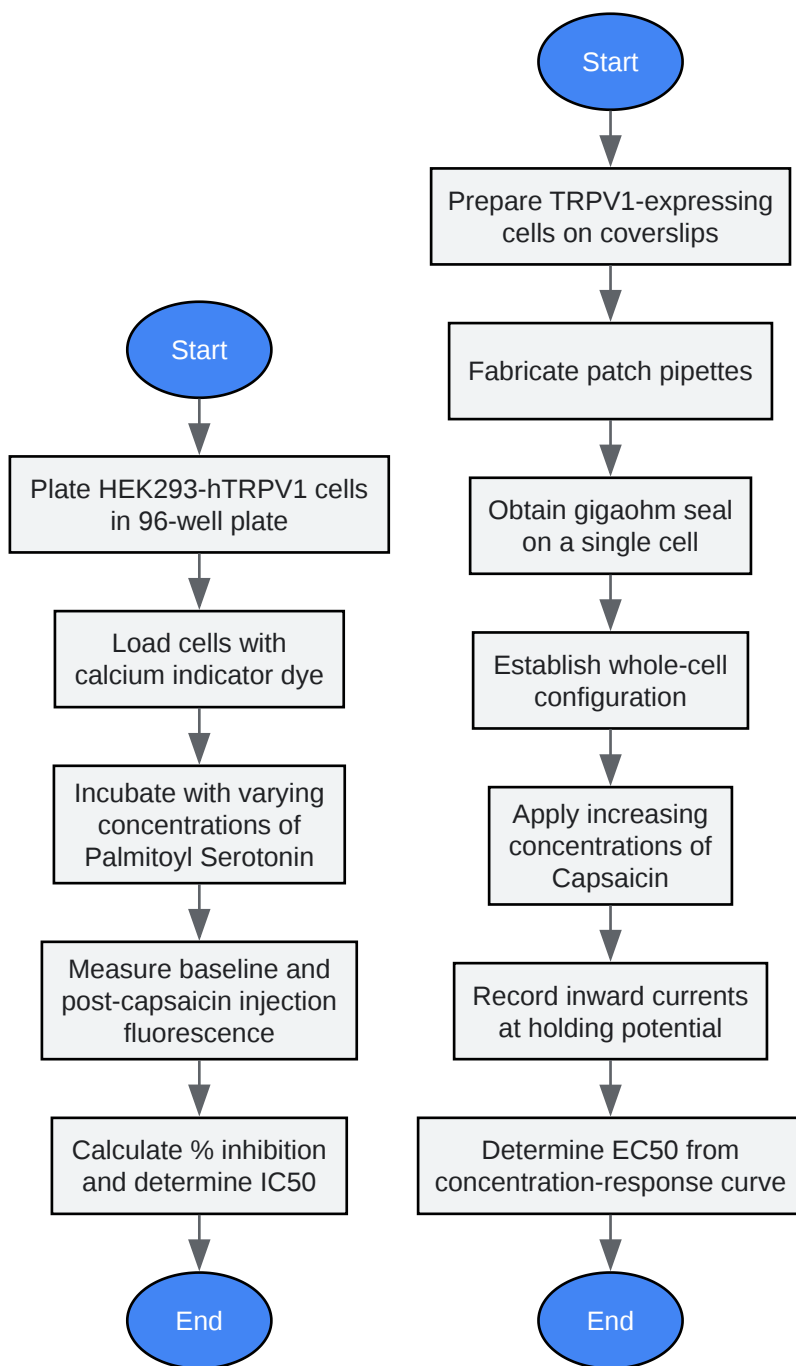 Start
Plate HEK293-hTRPV1 cells
in 96-well plate
Load cells with
calcium indicator dye
Incubate with varying
concentrations of
Palmitoyl Serotonin
Measure baseline and
post-capsaicin injection
fluorescence
Calculate % inhibition
and determine IC50
End
Start
Prepare TRPV1-expressing
cells on coverslips
Fabricate patch pipettes
Obtain gigaohm seal
on a single cell
Establish whole-cell
configuration
Apply increasing
concentrations of
Capsaicin
Record inward currents
at holding potential
Determine EC50 from
concentration-response curve
End